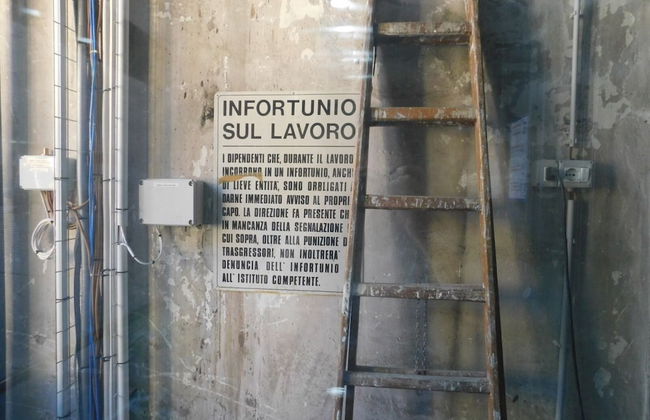 INFORTUNIO
SUL LAVORO
I DIPENDENTI CHE, DURANTE IL LAVORO
INCORRONO IN UN INFORTUNIO, ANCH
DI LIEVE ENTITA', SONO OBBLIGATI
DARNE IMMEDIATO AVVISO AL PROPRI
CAPO. LA DIREZIONE FA PRESENTE CH
IN MANCANZA DELLA SEGNALAZIONE
CUI SOPRA, OLTRE ALLA PUNIZIONE D
TRASGRESSORI, NON INOLTRERA'
DENUNCIA DELL' INFORTUNIO
ALL' ISTITUTO COMPETENTE.